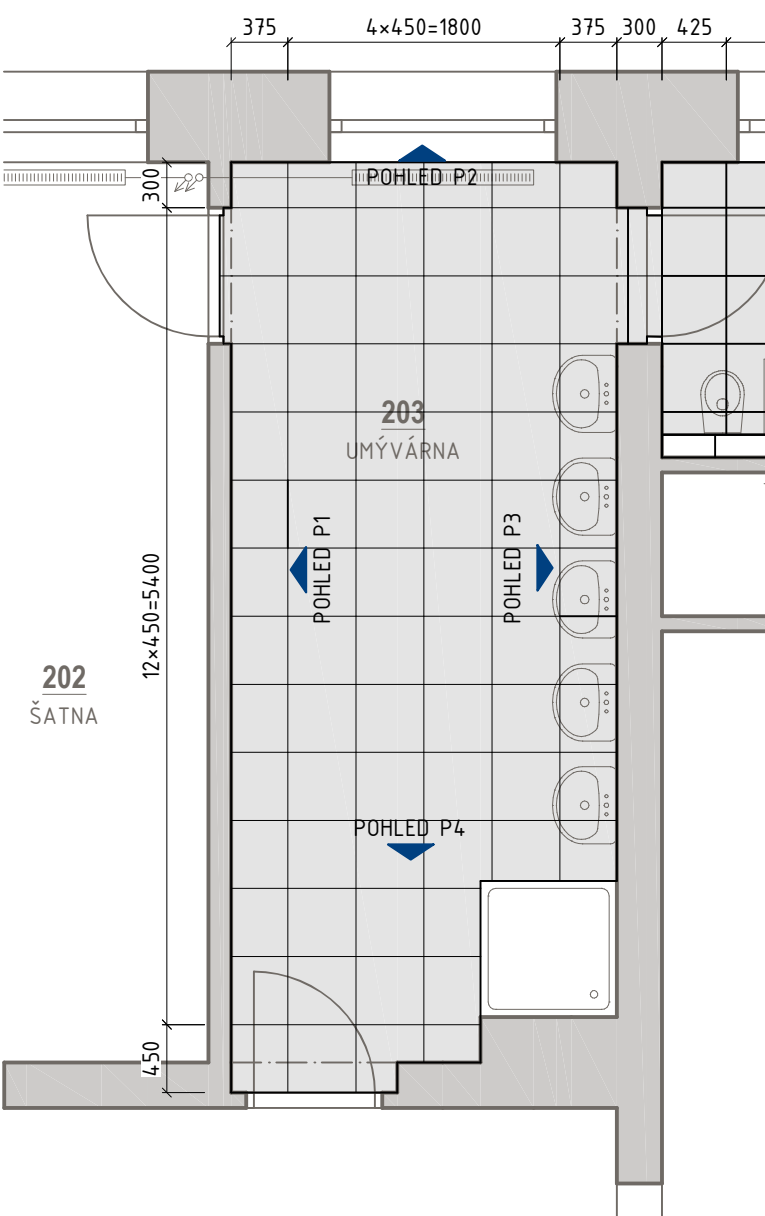 375 4×450=1800 375 300 425
POHLED P2
300
203
UMÝVÁRNA
POHLED P1
POHLED P3
12×450=5400
202
ŠATNA
POHLED P4
450